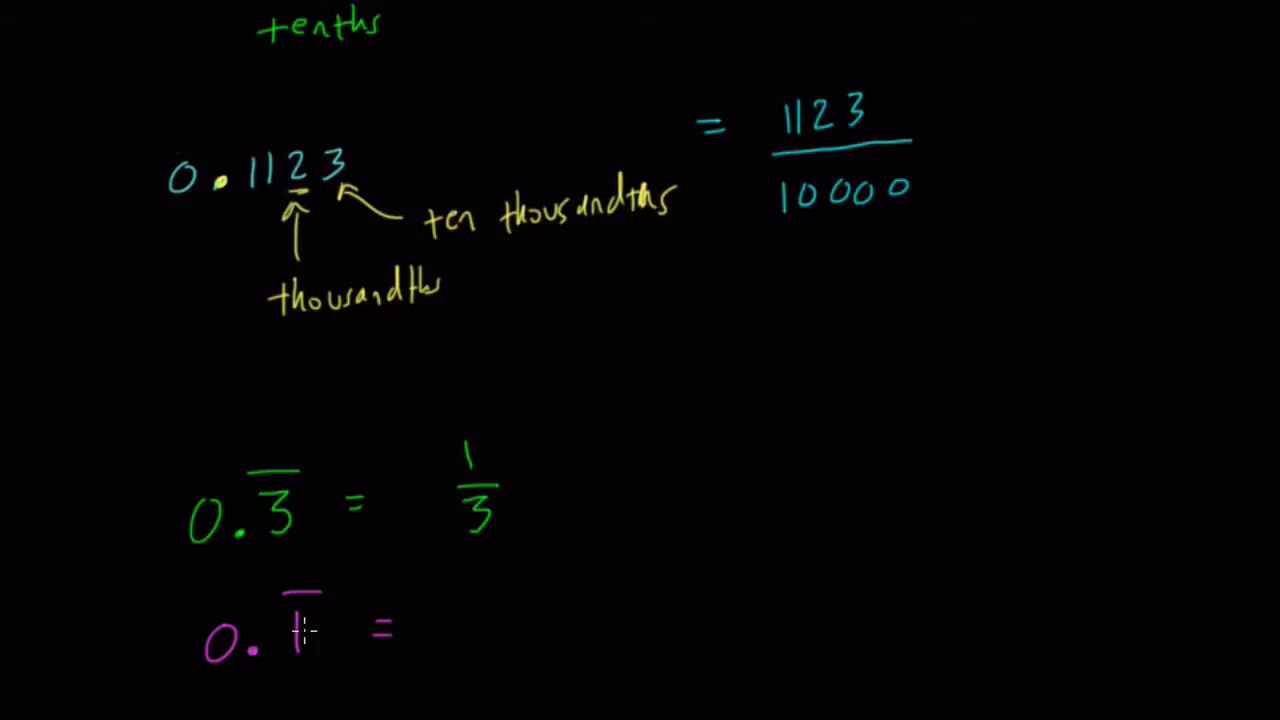 tenths
0.1123 = 1123/10000
ten thousandths
thousandths
0.3̅ = 1/3
0.1̅ =